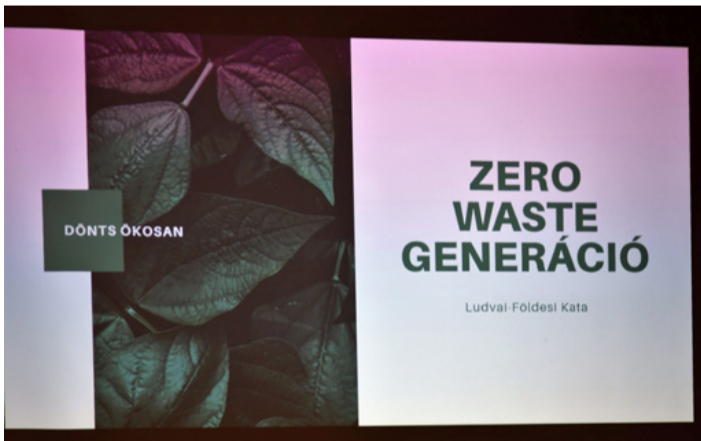 DÖNTS ÖKOSAN
ZERO
WASTE
GENERÁCIÓ
Ludvai-Földesi Kata